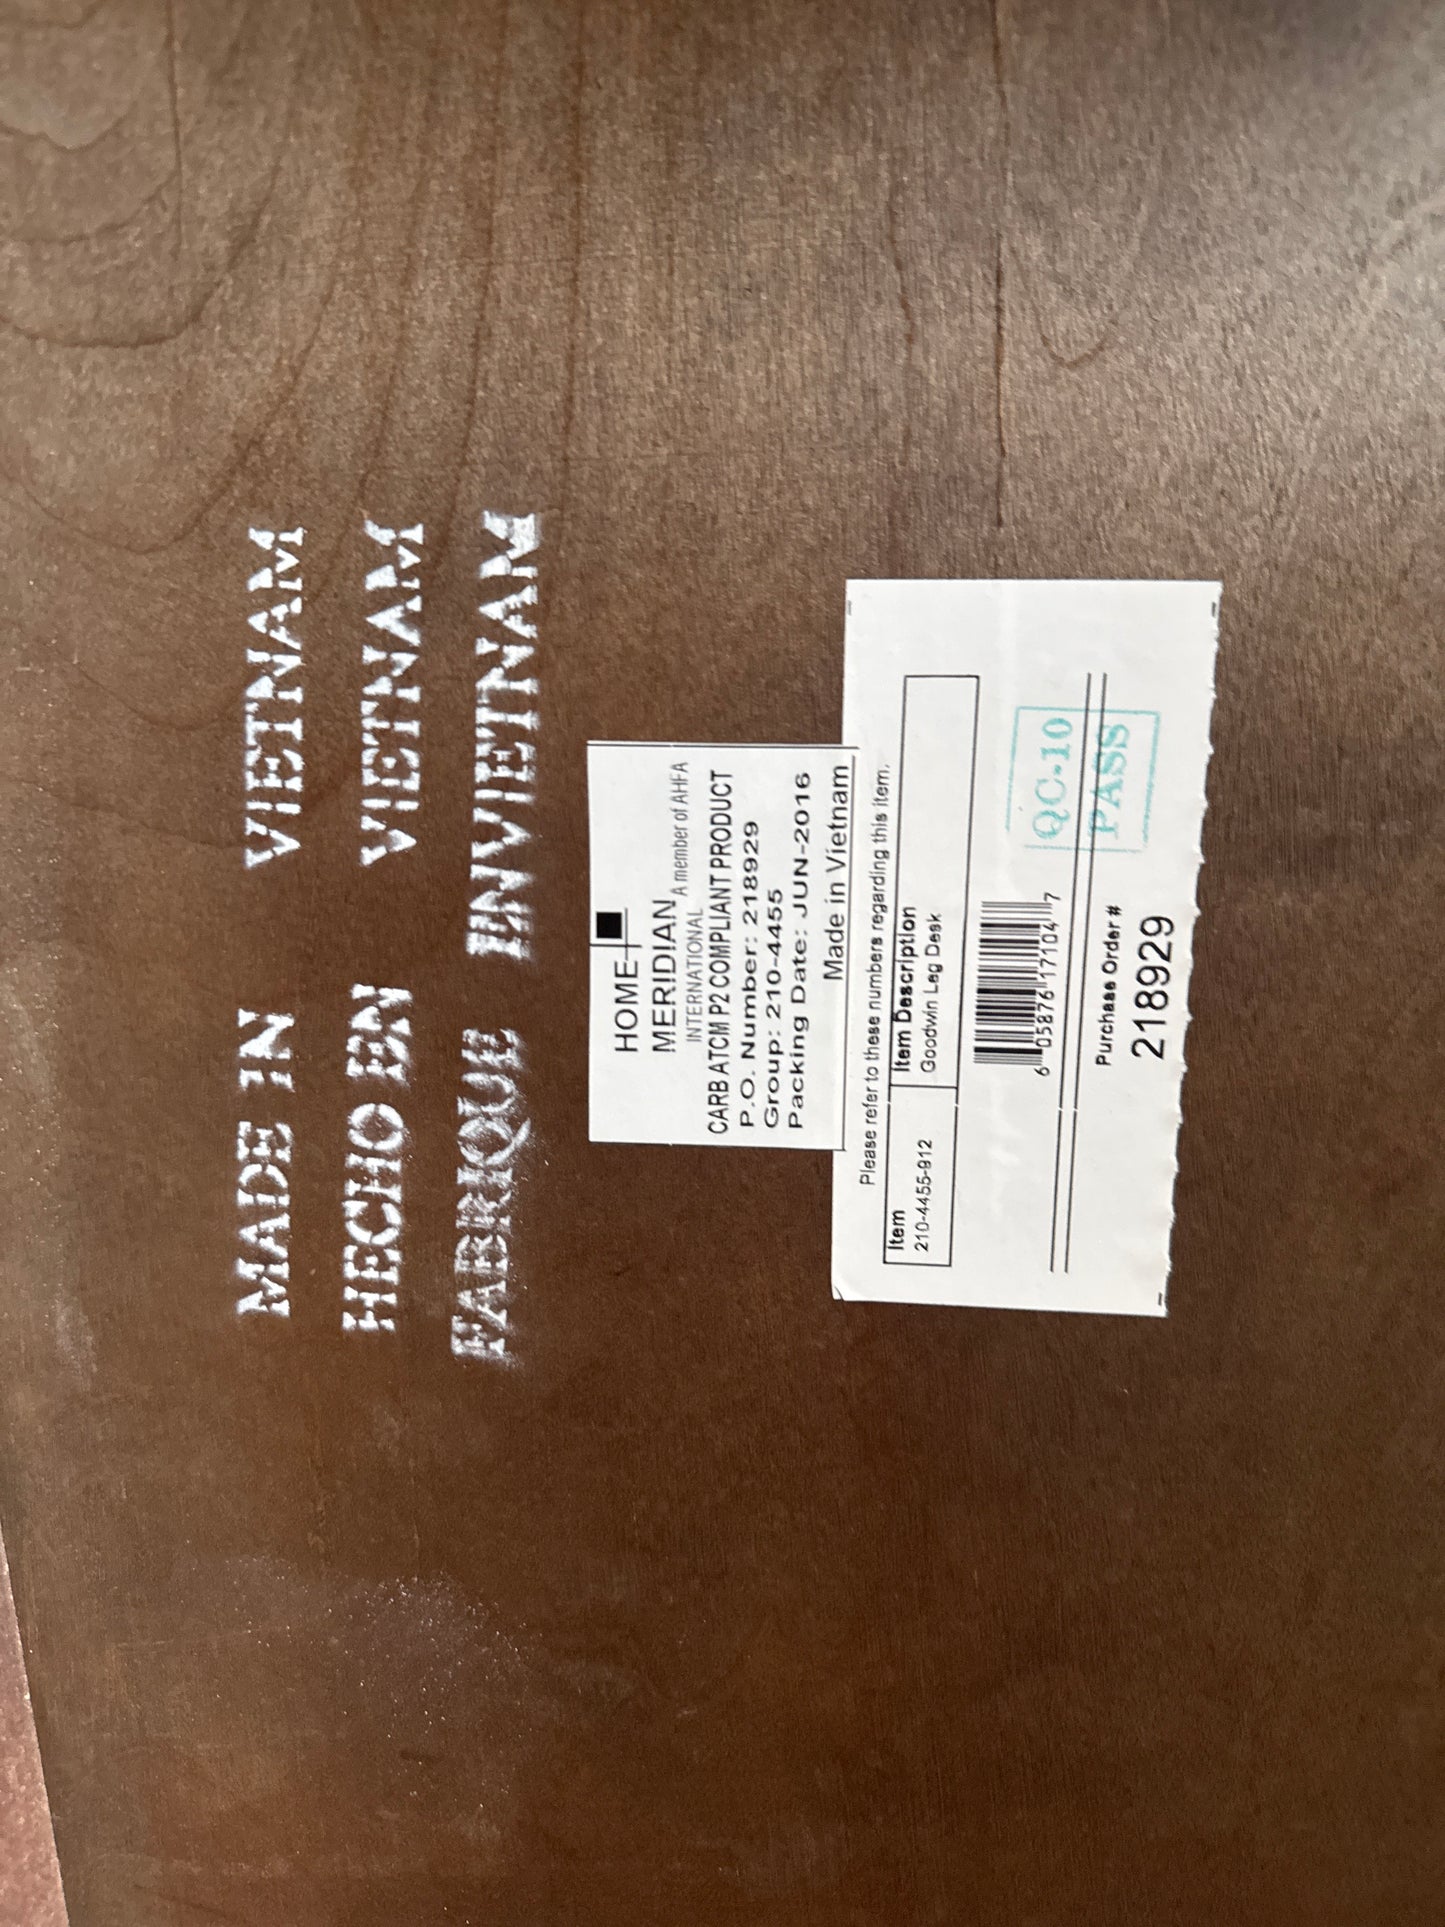 MADE IN VIETNAM
HECHO EN VIETNAM
FABRIQUE ENVIETNAM
HOME
MERIDIAN
INTERNATIONAL
A member of AHFA
CARB ATCM P2 COMPLIANT PRODUCT
P.O. Number: 218929
Group: 210-4455
Packing Date: JUN-2016
Made in Vietnam
Please refer to these numbers regarding this item.
Item Item Description
210-4455-912 Goodwin Leg Desk
6 05876 17104 7
QC-10
PASS
Purchase Order #
218929